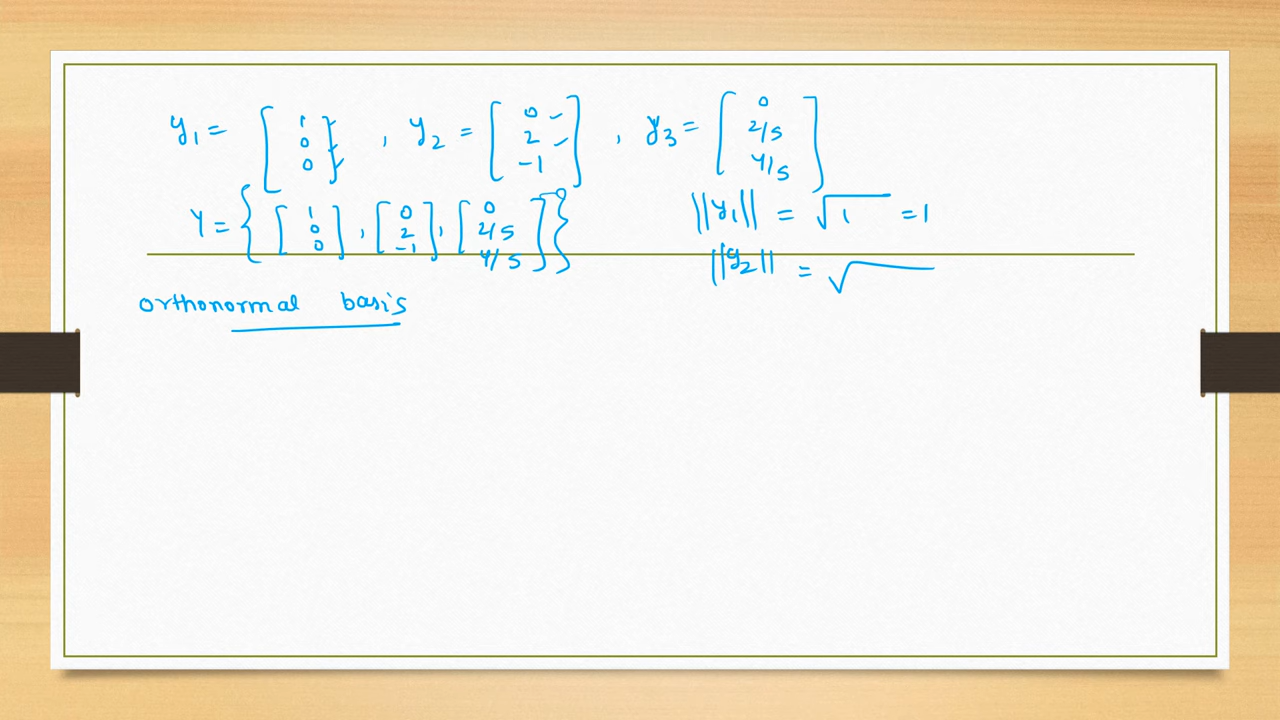 y₁ = [1 0 0], y₂ = [0 2 -1], y₃ = [0 2/5 4/5]
Y = { [1 0 0], [0 2 -1], [0 2/5 4/5] }
||y₁|| = √1 = 1
||y₂|| = √
orthonormal basis